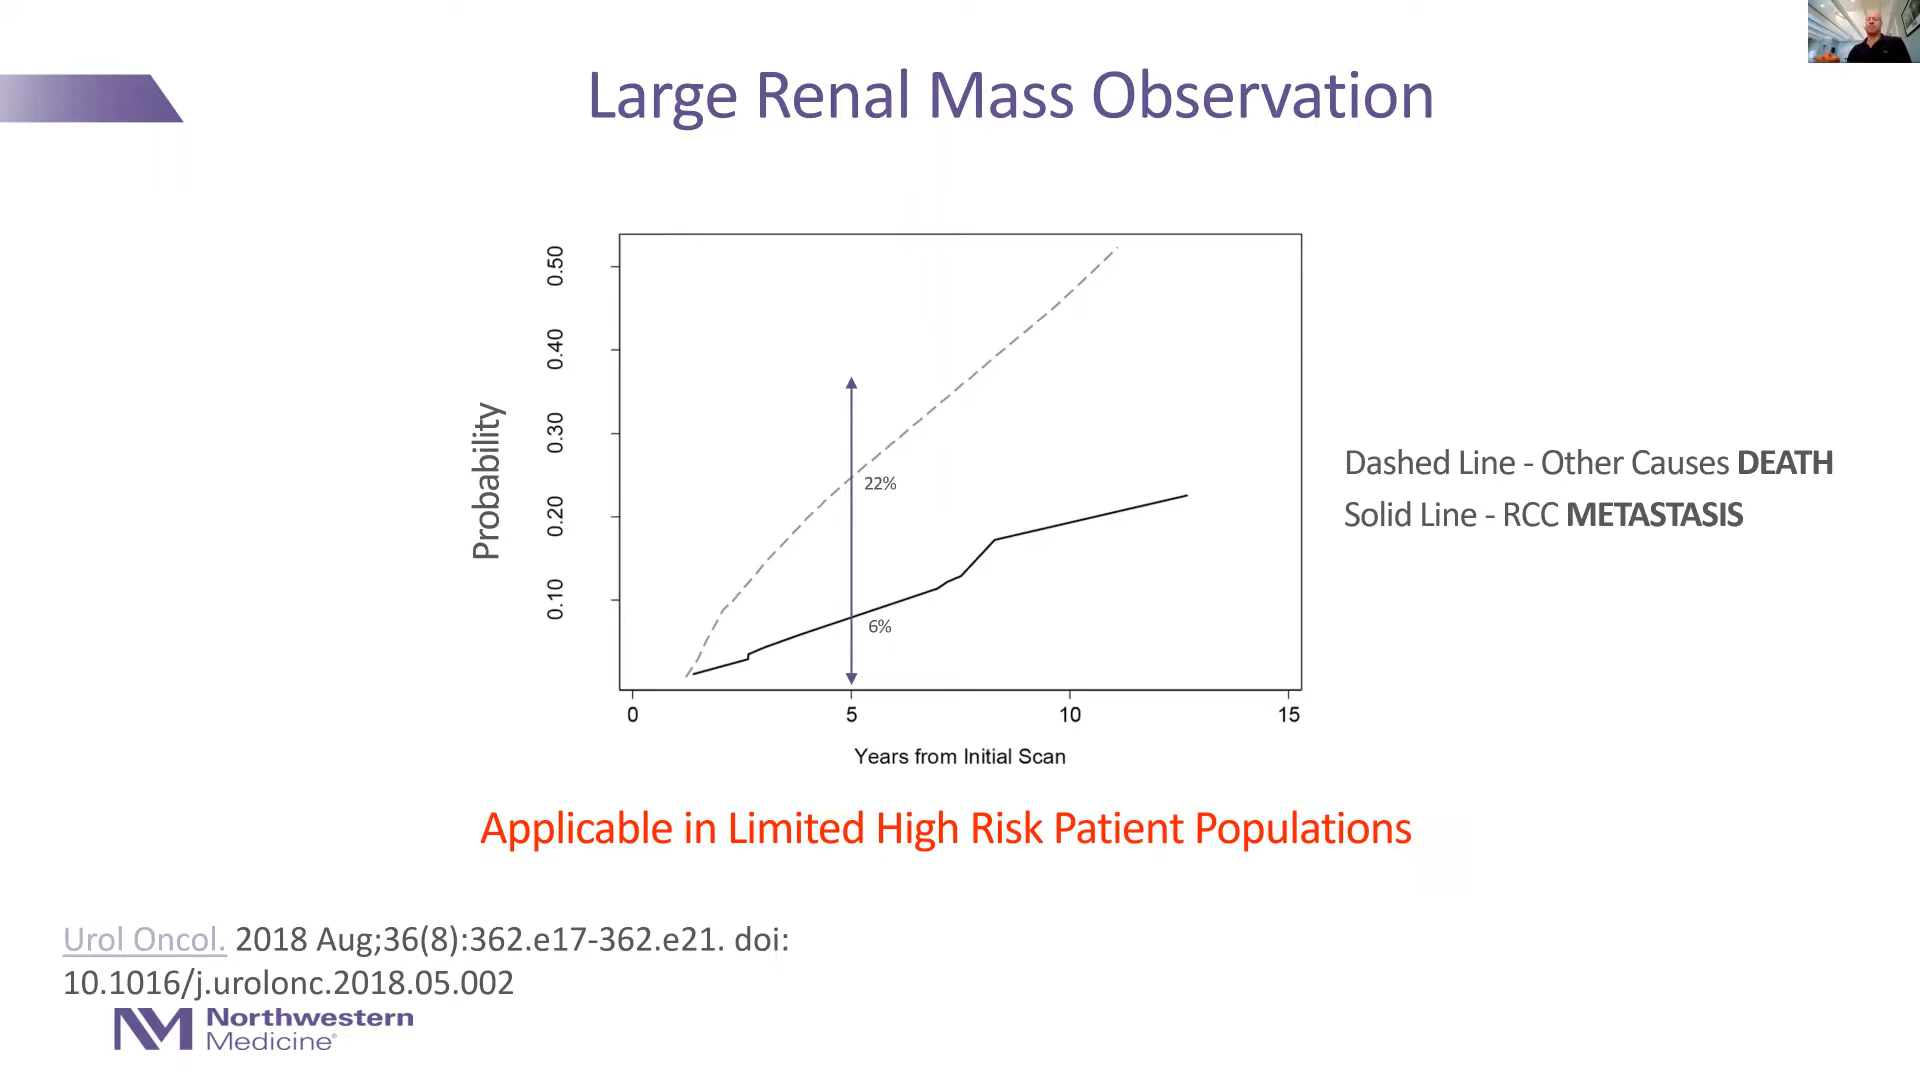 Large Renal Mass Observation
Probability
0.50
0.40
0.30
0.20
0.10
22%
6%
0
5
10
15
Years from Initial Scan
Dashed Line - Other Causes DEATH
Solid Line - RCC METASTASIS
Applicable in Limited High Risk Patient Populations
Urol Oncol. 2018 Aug;36(8):362.e17-362.e21. doi:
10.1016/j.urolonc.2018.05.002
NM Northwestern
Medicine®